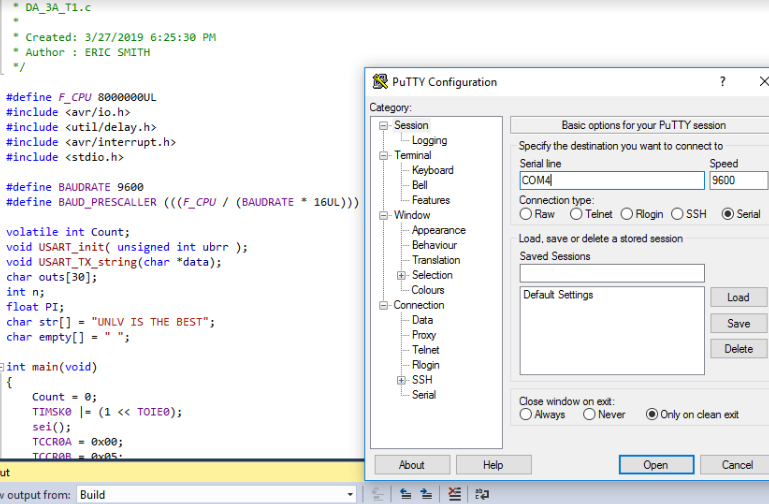 * DA_3A_T1.c
*
* Created: 3/27/2019 6:25:30 PM
* Author : ERIC SMITH
*/
#define F_CPU 8000000UL
#include <avr/io.h>
#include <util/delay.h>
#include <avr/interrupt.h>
#include <stdio.h>
#define BAUDRATE 9600
#define BAUD_PRESCALLER (((F_CPU / (BAUDRATE * 16UL)))
volatile int Count;
void USART_init( unsigned int ubrr );
void USART_TX_string(char *data);
char outs[30];
int n;
float PI;
char str[] = "UNLV IS THE BEST";
char empty[] = " ";
int main(void)
{
Count = 0;
TIMSK0 |= (1 << TOIE0);
sei();
TCCR0A = 0x00;
TCCR0B = 0x05;
ut
w output from: Build
PuTTY Configuration
? X
Category:
Session
Logging
Terminal
Keyboard
Bell
Features
Window
Appearance
Behaviour
Translation
Selection
Colours
Connection
Data
Proxy
Telnet
Rlogin
SSH
Serial
Basic options for your PuTTY session
Specify the destination you want to connect to
Serial line Speed
COM4 9600
Connection type:
Raw Telnet Rlogin SSH Serial
Load, save or delete a stored session
Saved Sessions
Default Settings
Load
Save
Delete
Close window on exit:
Always Never Only on clean exit
About Help Open Cancel